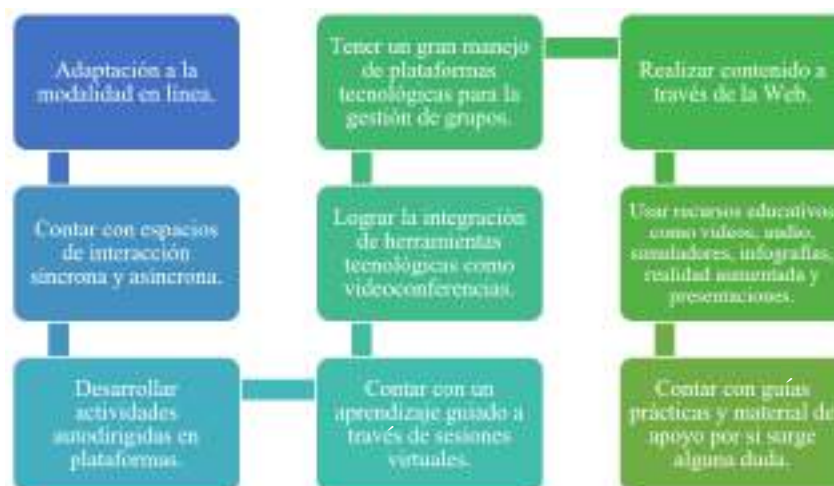 Adaptación a la
modalidad en línea.
Contar con espacios
de interacción
síncrona y asíncrona.
Desarrollar
actividades
autodirigidas en
plataformas.
Contar con un
aprendizaje guiado a
través de sesiones
virtuales.
Lograr la integración
de herramientas
tecnológicas como
videoconferencias.
Tener un gran manejo
de plataformas
tecnológicas para la
gestión de grupos.
Realizar contenido a
través de la Web.
Usar recursos educativos
como videos, audio,
simuladores, infografías,
realidad aumentada y
presentaciones.
Contar con guías
prácticas y material de
apoyo por si surge
alguna duda.